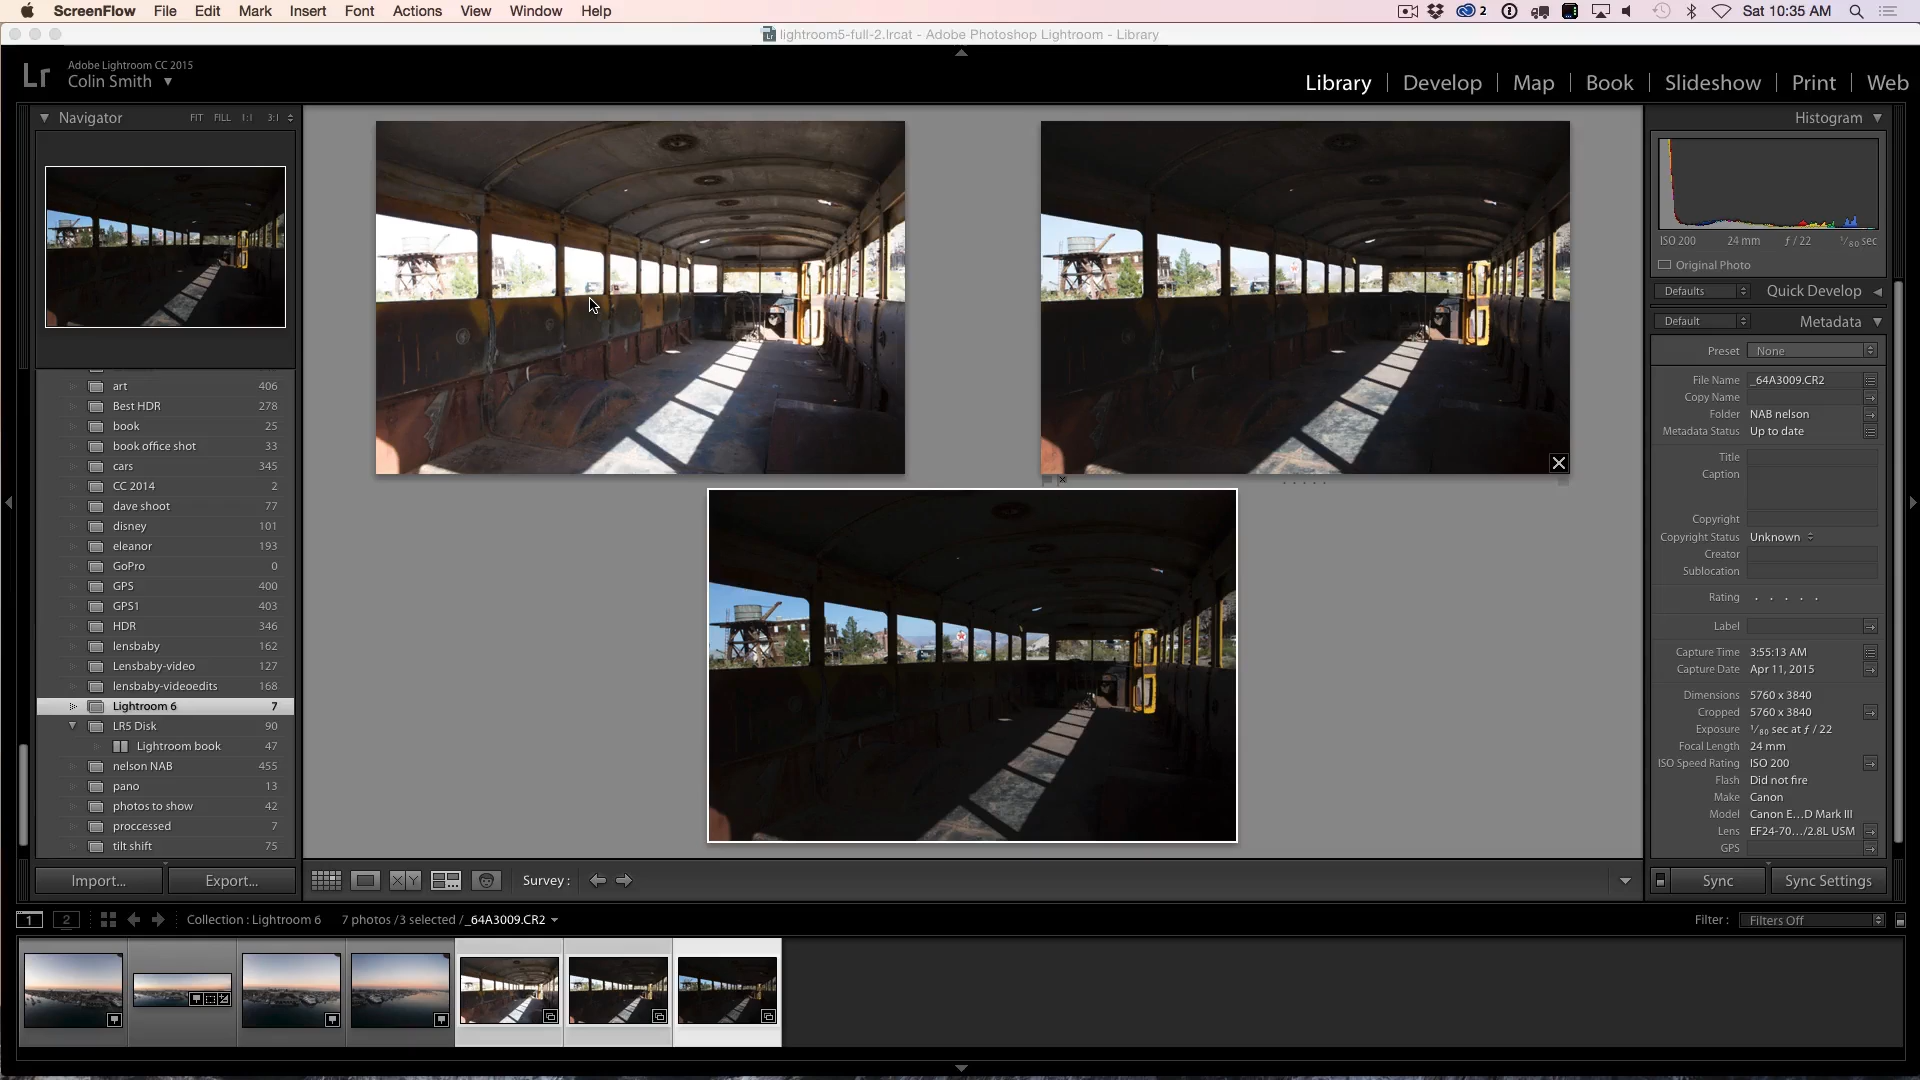 ScreenFlow File Edit Mark Insert Font Actions View Window Help
2 Sat 10:35 AM
lightroom5-full-2.lrcat - Adobe Photoshop Lightroom - Library
Lr Adobe Lightroom CC 2015
Colin Smith
Library Develop Map Book Slideshow Print Web
Navigator FIT FILL 1:1 3:1
Histogram
ISO 200 24 mm ƒ / 22 1/80 sec
Original Photo
Defaults Quick Develop
Default Metadata
Preset None
File Name _64A3009.CR2
Copy Name
Folder NAB nelson
Metadata Status Up to date
Title
Caption
Copyright
Copyright Status Unknown
Creator
Sublocation
Rating . . . . .
Label
Capture Time 3:55:13 AM
Capture Date Apr 11, 2015
Dimensions 5760 x 3840
Cropped 5760 x 3840
Exposure 1/80 sec at ƒ / 22
Focal Length 24 mm
ISO Speed Rating ISO 200
Flash Did not fire
Make Canon
Model Canon E...D Mark III
Lens EF24-70.../2.8L USM
GPS
art 406
Best HDR 278
book 25
book office shot 33
cars 345
CC 2014 2
dave shoot 77
disney 101
eleanor 193
GoPro 0
GPS 400
GPS1 403
HDR 346
lensbaby 162
Lensbaby-video 127
lensbaby-videoedits 168
Lightroom 6 7
LR5 Disk 90
Lightroom book 47
nelson NAB 455
pano 13
photos to show 42
proccessed 7
tilt shift 75
Import... Export...
XY Survey :
Sync Sync Settings
1 2 Collection : Lightroom 6 7 photos /3 selected /_64A3009.CR2
Filter : Filters Off